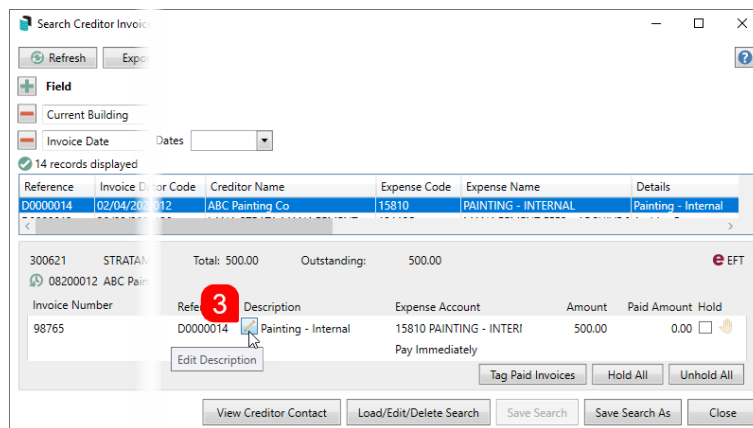 Search Creditor Invoic
Refresh Expo
Field
Current Building
Invoice Date Dates
14 records displayed
Reference Invoice D tor Code Creditor Name Expense Code Expense Name Details
D0000014 02/04/202 012 ABC Painting Co 15810 PAINTING - INTERNAL Painting - Internal
300621 STRATAM Total: 500.00 Outstanding: 500.00 e EFT
08200012 ABC Pain
Invoice Number Refe 3 Description Expense Account Amount Paid Amount Hold
98765 D0000014 Painting - Internal 15810 PAINTING - INTERI 500.00 0.00
Edit Description Pay Immediately
Tag Paid Invoices Hold All Unhold All
View Creditor Contact Load/Edit/Delete Search Save Search Save Search As Close